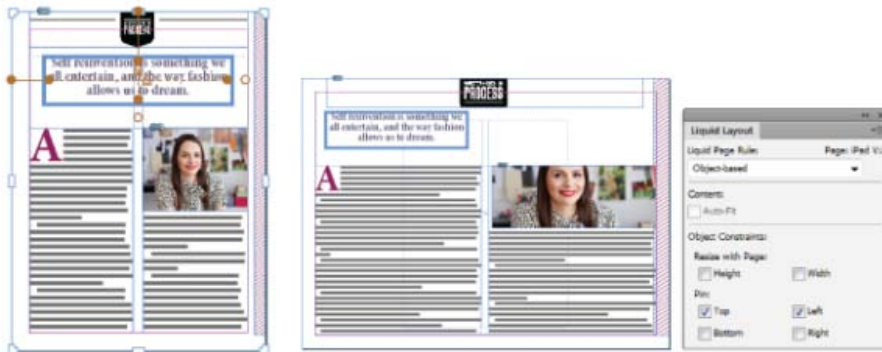 PROCESS
Self reinvention is something we
all entertain, and the way fashion
allows us to dream.
A
PROCESS
Self reinvention is something we
all entertain, and the way fashion
allows us to dream.
A
Liquid Layout
Liquid Page Rule:
Page: iPad V
Object-based
Content:
Auto-Fit
Object Constraints:
Resize with Page:
Height
Width
Pin:
Top
Left
Bottom
Right